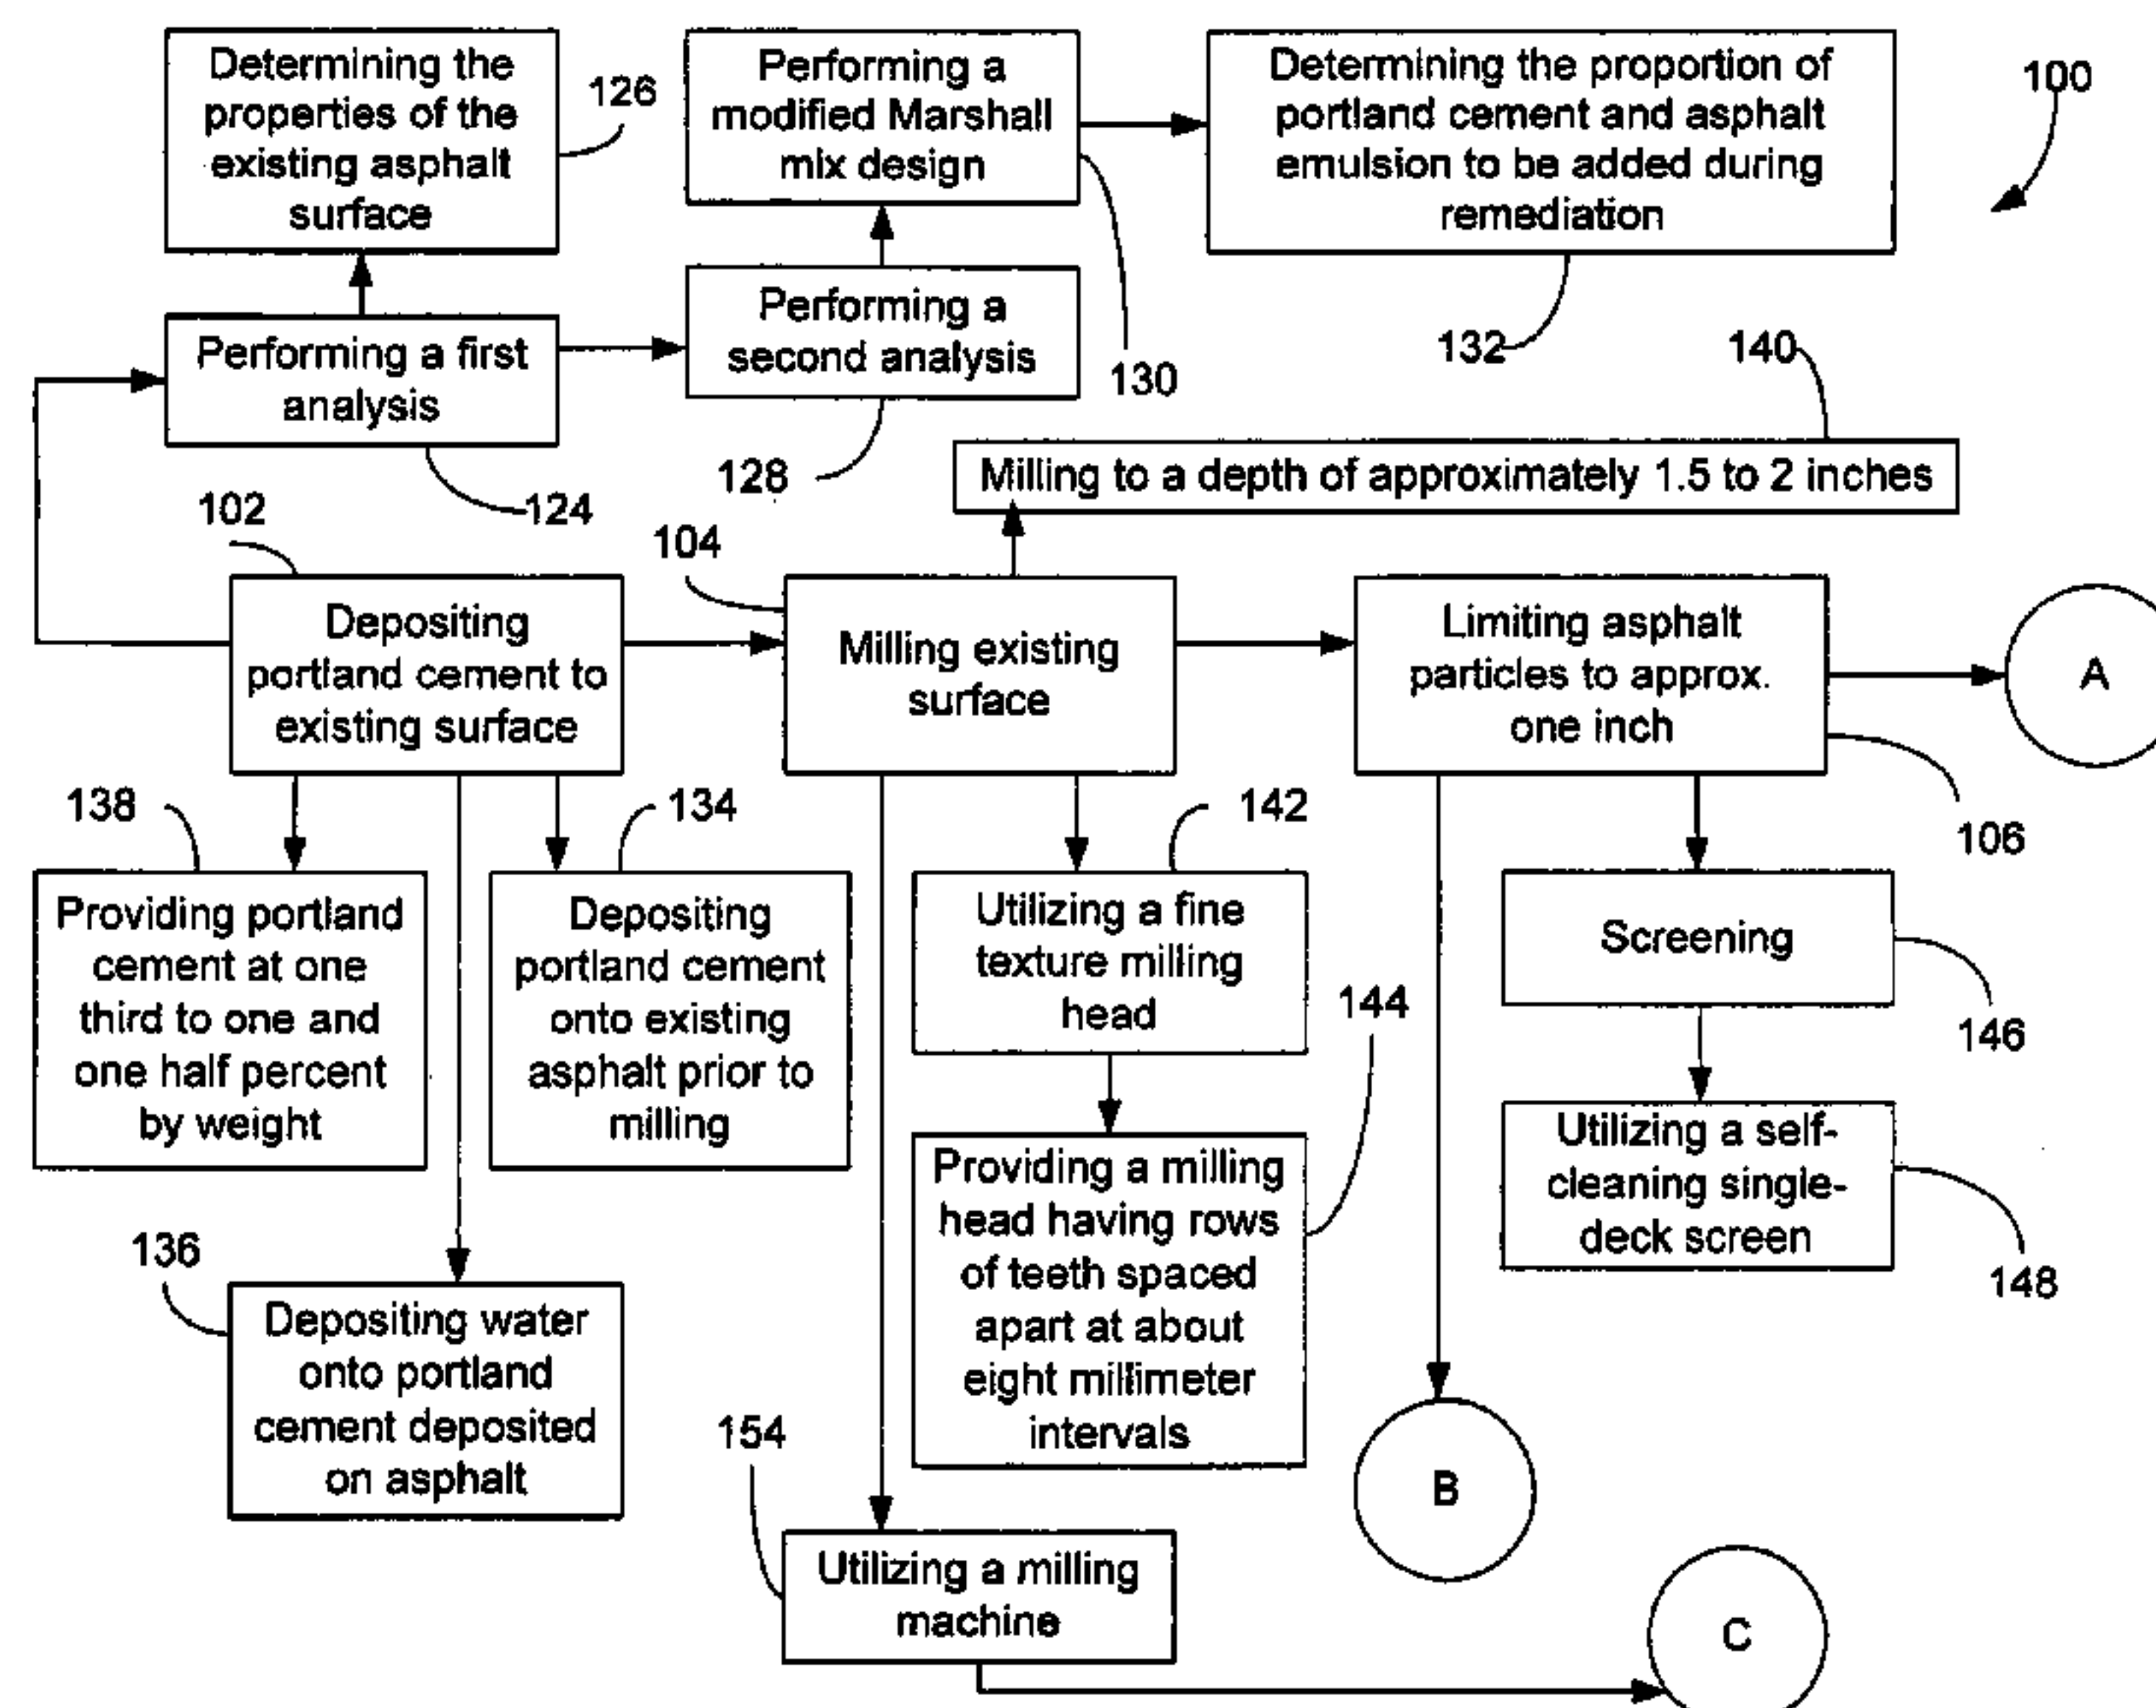 Determining the
properties of the
existing asphalt
surface
126
Performing a
modified Marshall
mix design
130
Determining the proportion of
portland cement and asphalt
emulsion to be added during
remediation
132
100
Performing a first
analysis
124
Performing a
second analysis
128
140
Milling to a depth of approximately 1.5 to 2 inches
102
Depositing
portland cement to
existing surface
104
Milling existing
surface
Limiting asphalt
particles to approx.
one inch
106
A
138
Providing portland
cement at one
third to one and
one half percent
by weight
134
Depositing
portland cement
onto existing
asphalt prior to
milling
142
Utilizing a fine
texture milling
head
144
Providing a milling
head having rows
of teeth spaced
apart at about
eight millimeter
intervals
Screening
146
Utilizing a self-
cleaning single-
deck screen
148
136
Depositing water
onto portland
cement deposited
on asphalt
154
Utilizing a milling
machine
B
C